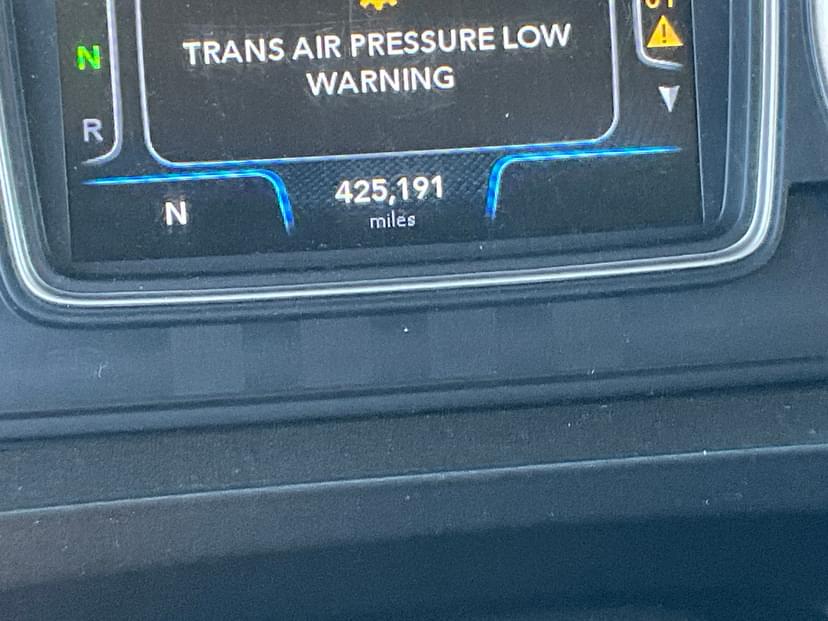 N
TRANS AIR PRESSURE LOW
WARNING
R
425,191
N
miles